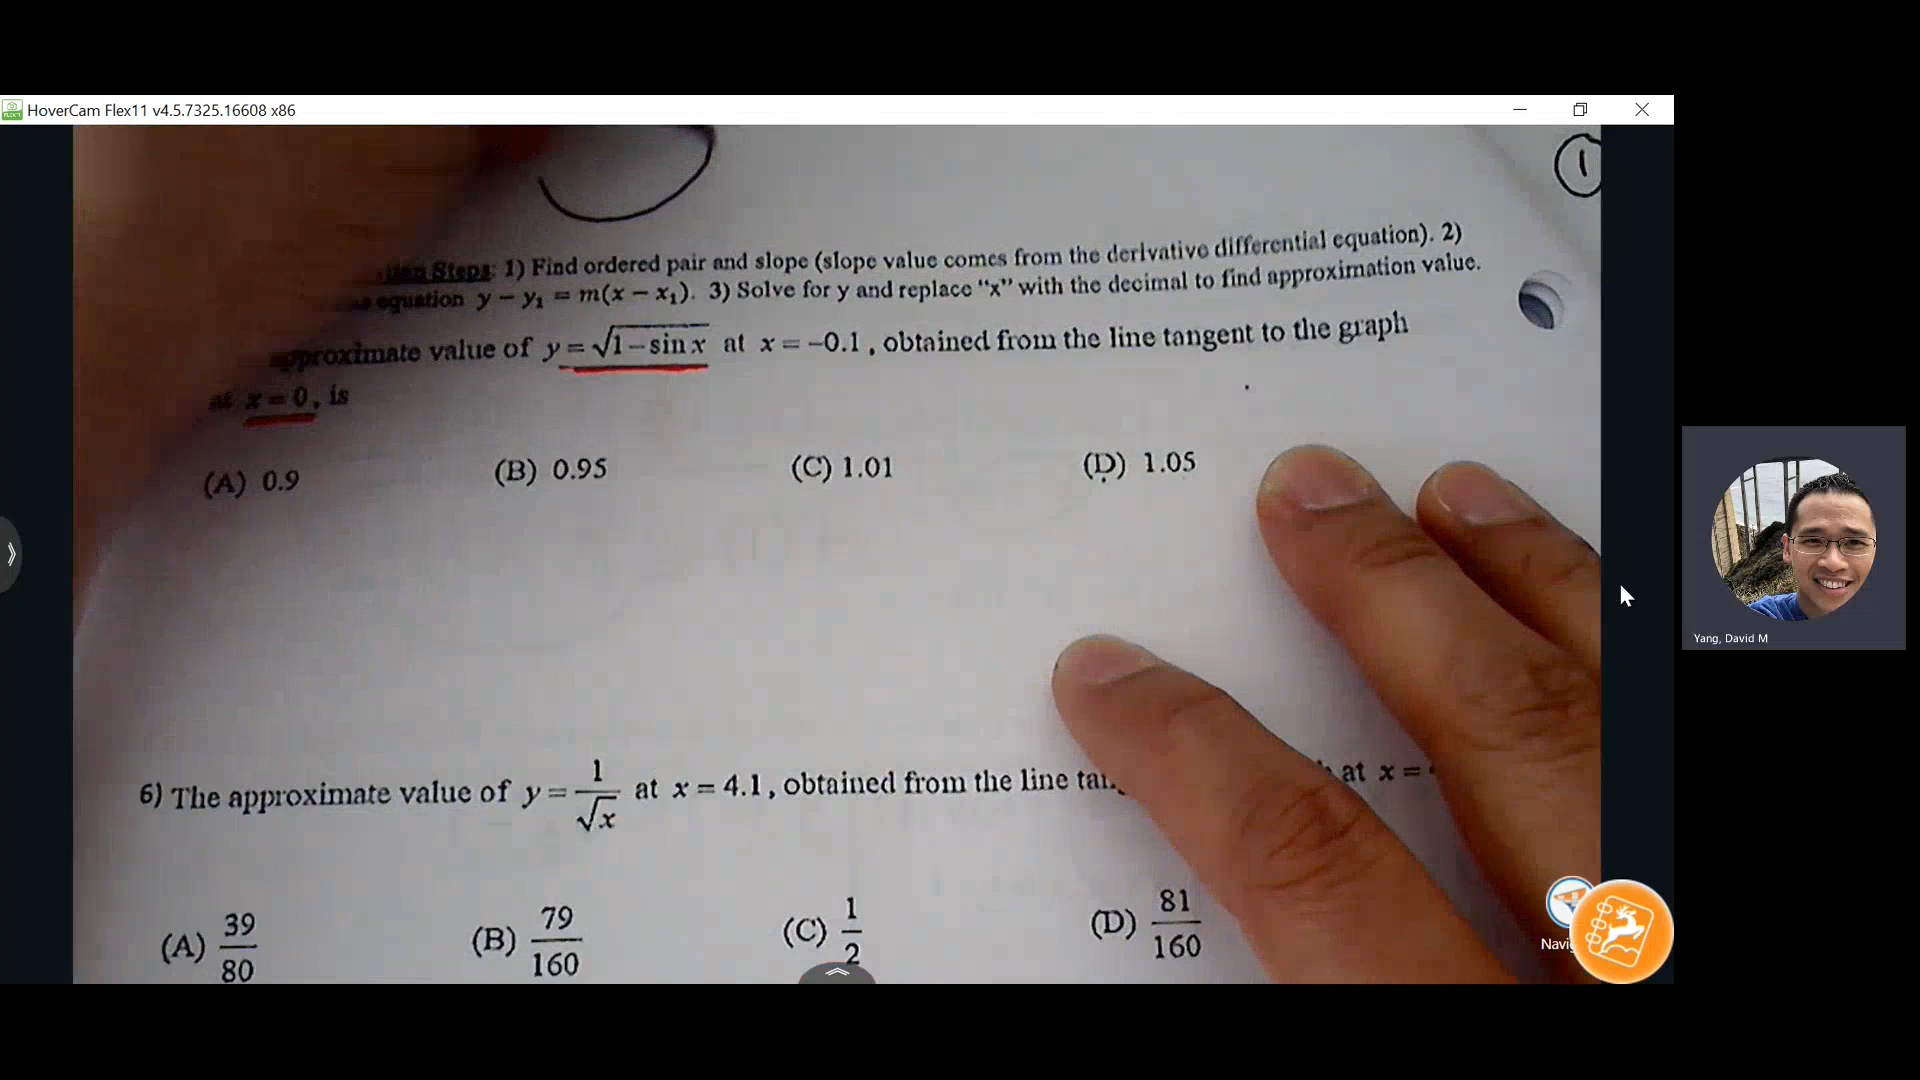 HoverCam Flex11 v4.5.7325.16608 x86
1
Steps: 1) Find ordered pair and slope (slope value comes from the derivative differential equation). 2)
equation y − y₁ = m(x − x₁). 3) Solve for y and replace "x" with the decimal to find approximation value.
approximate value of y = √1 − sin x at x = −0.1, obtained from the line tangent to the graph
at x = 0, is
(A) 0.9 (B) 0.95 (C) 1.01 (D) 1.05
6) The approximate value of y = 1/√x at x = 4.1, obtained from the line at x =
(A) 39/80 (B) 79/160 (C) 1/2 (D) 81/160
Yang, David M